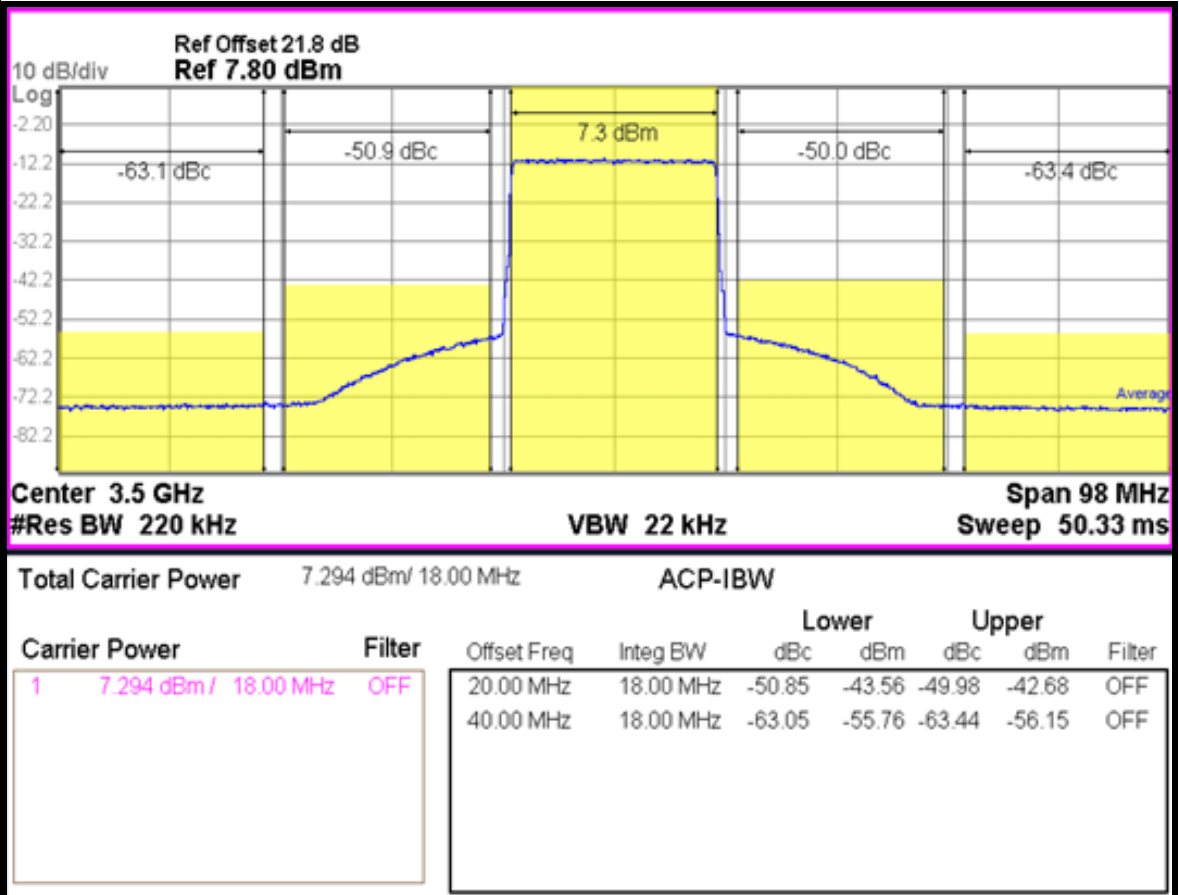 Ref Offset 21.8 dB
10 dB/div Ref 7.80 dBm
Log
-2.20
7.3 dBm
-50.9 dBc -50.0 dBc
-12.2
-63.1 dBc -63.4 dBc
-22.2
-32.2
-42.2
-52.2
-62.2
-72.2
Average
-82.2
Center 3.5 GHz Span 98 MHz
#Res BW 220 kHz VBW 22 kHz Sweep 50.33 ms
Total Carrier Power 7.294 dBm/ 18.00 MHz ACP-IBW
Lower Upper
Carrier Power Filter Offset Freq Integ BW dBc dBm dBc dBm Filter
1 7.294 dBm / 18.00 MHz OFF 20.00 MHz 18.00 MHz -50.85 -43.56 -49.98 -42.68 OFF
40.00 MHz 18.00 MHz -63.05 -55.76 -63.44 -56.15 OFF